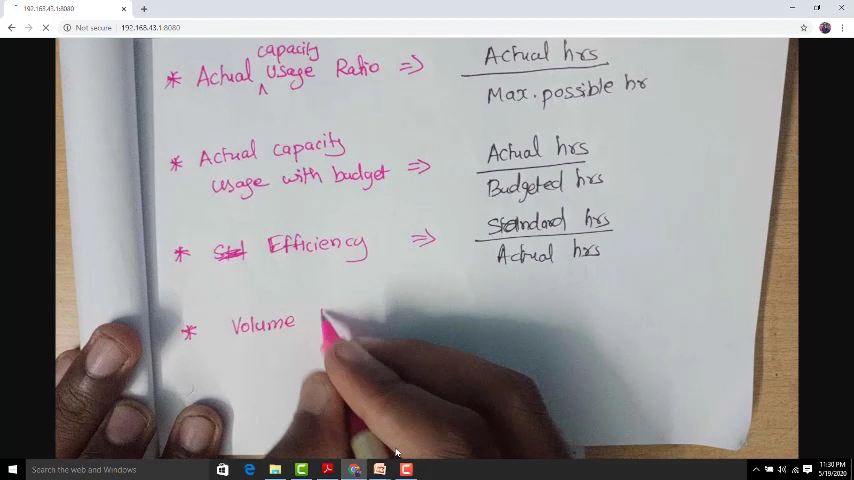 192.168.43.1:8080
Not secure 192.168.43.1:8080
capacity
* Actual ^ Usage Ratio => Actual hrs
Max. possible hr
* Actual capacity
usage with budget => Actual hrs
Budgeted hrs
* Efficiency => Standard hrs
Actual hrs
* Volume
Search the web and Windows
11:30 PM
5/19/2020